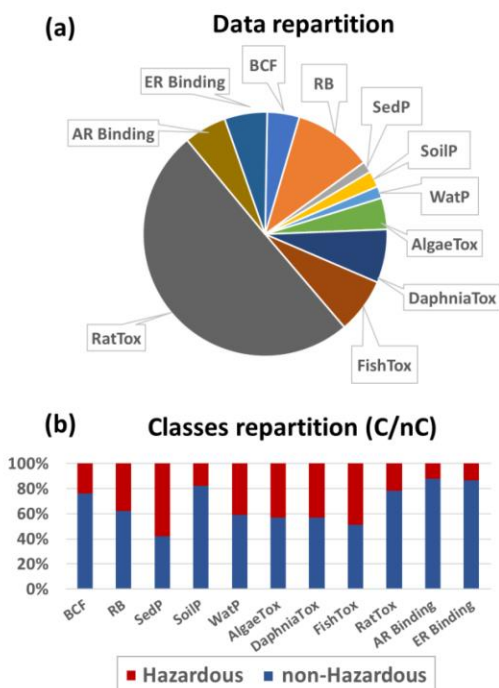 (a)
Data repartition
ER Binding
BCF
RB
SedP
SoilP
WatP
AlgaeTox
DaphniaTox
FishTox
RatTox
AR Binding
(b)
Classes repartition (C/nC)
100%
80%
60%
40%
20%
0%
BCF
RB
SedP
SoilP
WatP
AlgaeTox
DaphniaTox
FishTox
RatTox
AR Binding
ER Binding
Hazardous
non-Hazardous